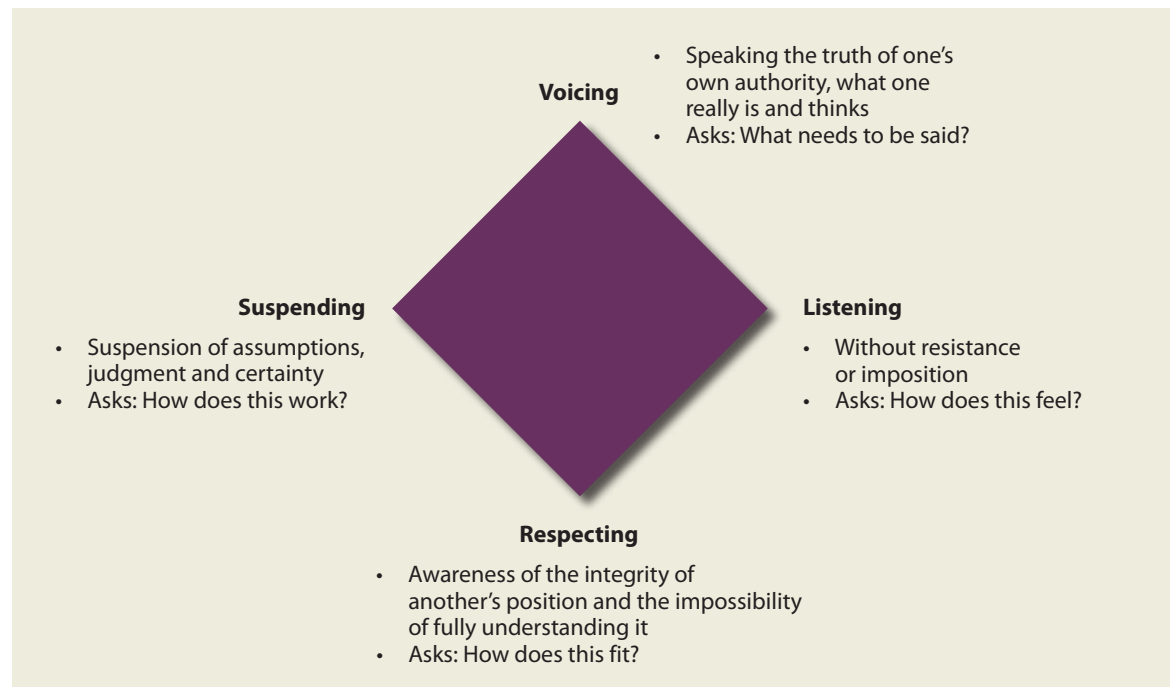 Voicing
• Speaking the truth of one’s
own authority, what one
really is and thinks
• Asks: What needs to be said?
Suspending
• Suspension of assumptions,
judgment and certainty
• Asks: How does this work?
Listening
• Without resistance
or imposition
• Asks: How does this feel?
Respecting
• Awareness of the integrity of
another’s position and the impossibility
of fully understanding it
• Asks: How does this fit?